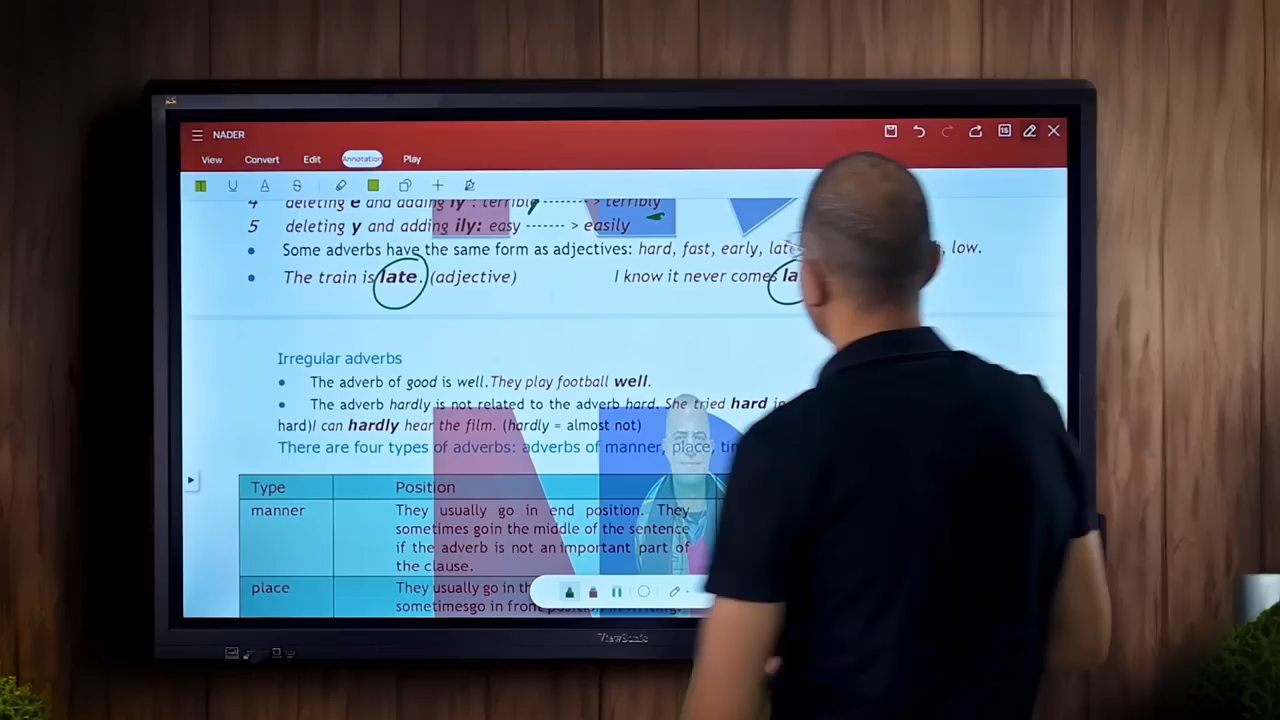 NADER
View Convert Edit Annotation Play
4 deleting e and adding ly : terrible ------- > terribly
5 deleting y and adding ily: easy ------ > easily
• Some adverbs have the same form as adjectives: hard, fast, early, late low.
• The train is late. (adjective) I know it never comes la
Irregular adverbs
• The adverb of good is well. They play football well.
• The adverb hardly is not related to the adverb hard. She tried hard
hard)I can hardly hear the film. (hardly = almost not)
There are four types of adverbs: adverbs of manner, place,
Type Position
manner They usually go in end position. They
sometimes goin the middle of the sentence
if the adverb is not an important part of
the clause.
place They usually go in
sometimesgo in front position in writing.
ViewSonic